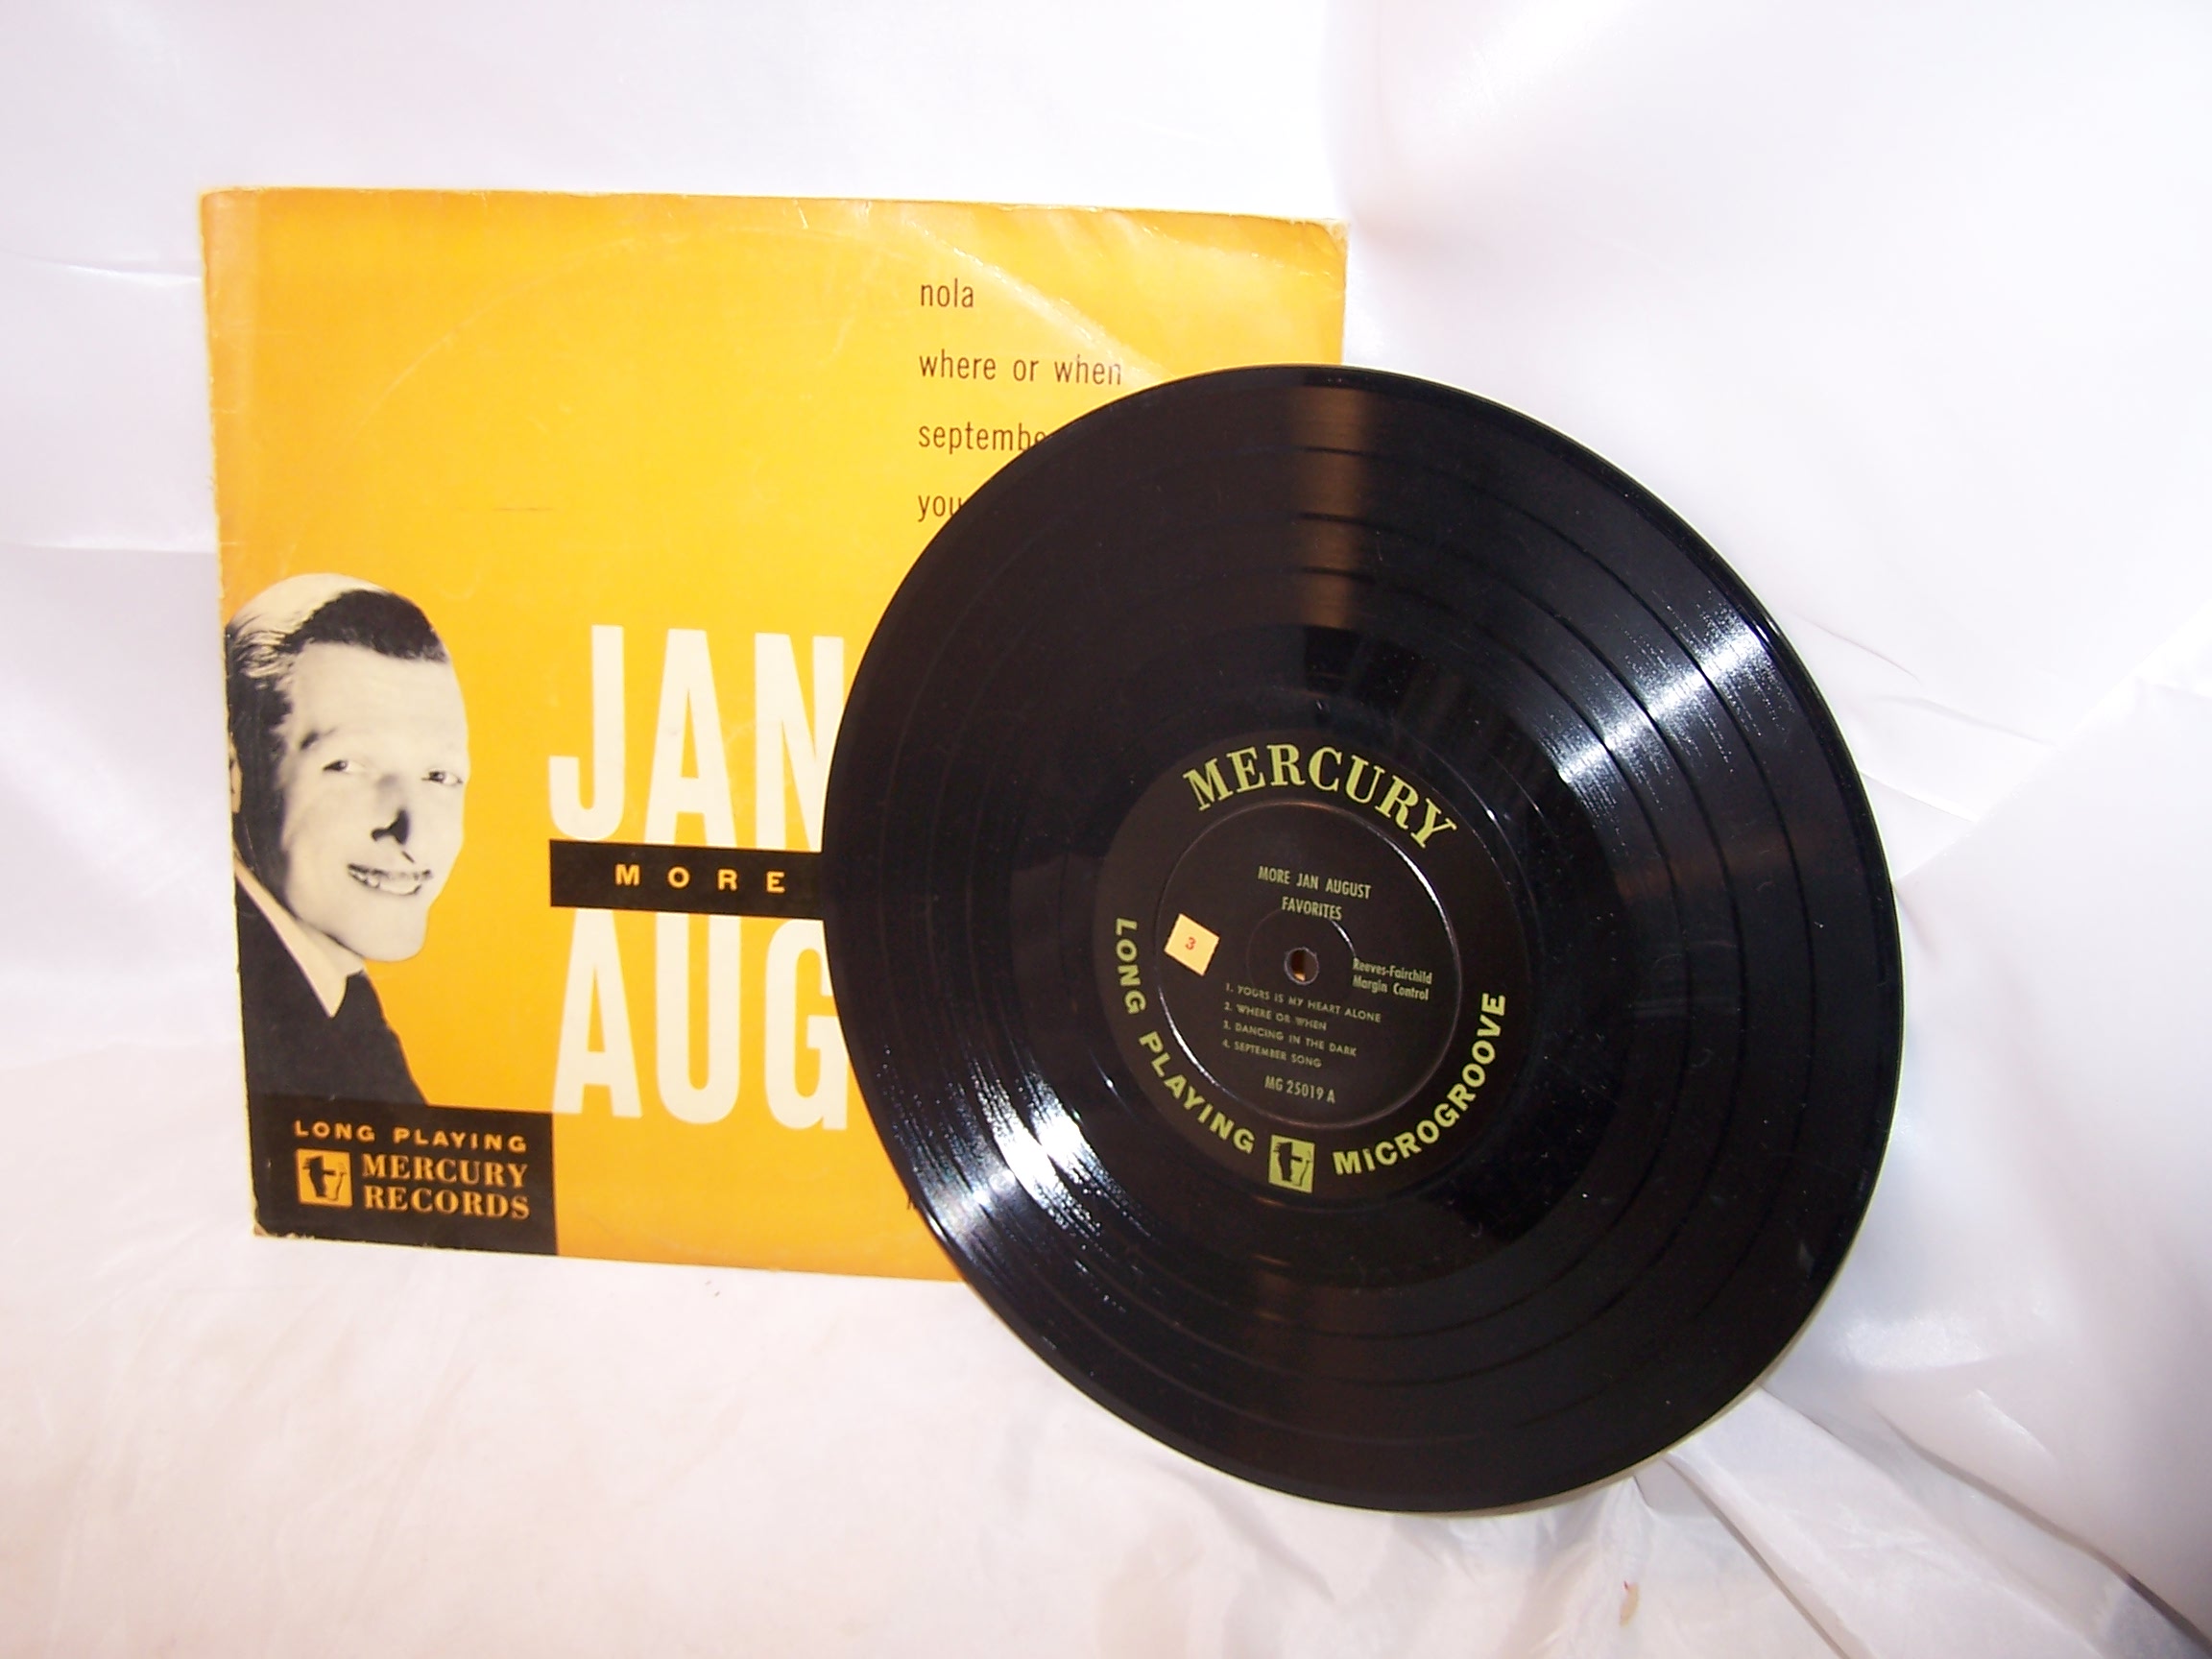 nola
where or when
septembe
you
JAN
MORE
AUG
LONG PLAYING
MERCURY
RECORDS
MERCURY
MORE JAN AUGUST
FAVORITES
3
Reeves-Fairchild
Margin Control
1. YOURS IS MY HEART ALONE
2. WHERE OR WHEN
3. DANCING IN THE DARK
4. SEPTEMBER SONG
MG 25019 A
LONG PLAYING MICROGROOVE